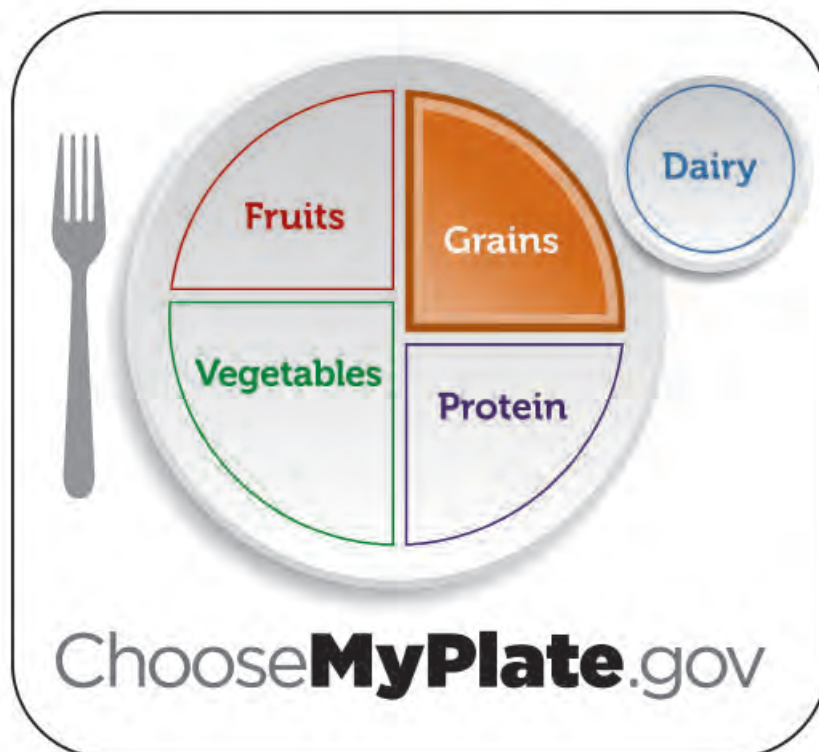 Fruits
Grains
Dairy
Vegetables
Protein
ChooseMyPlate.gov